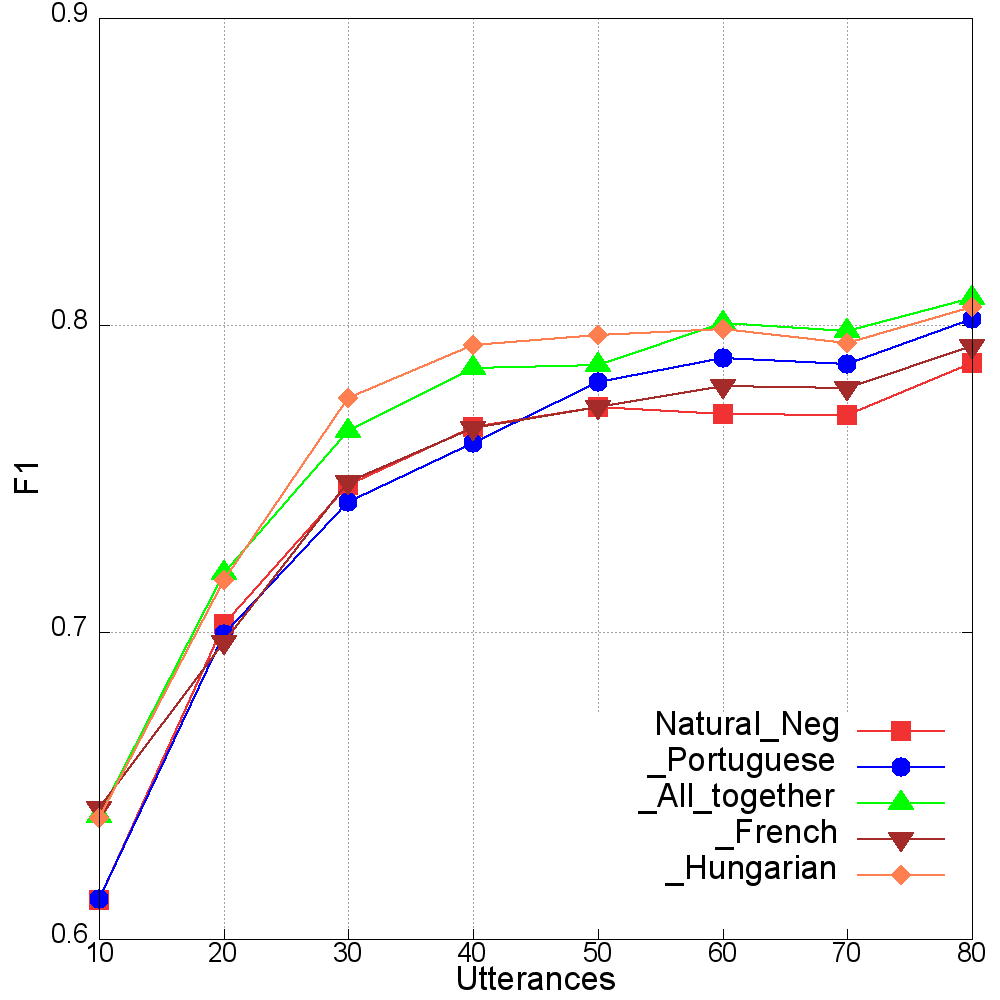 0.9
0.8
0.7
0.6
F1
10 20 30 40 50 60 70 80
Utterances
Natural_Neg
_Portuguese
_All_together
_French
_Hungarian